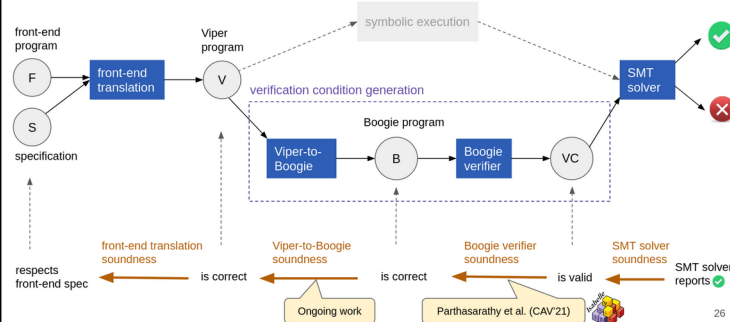 symbolic execution
front-end
program
Viper
program
F
front-end
translation
V
SMT
solver
verification condition generation
S
Boogie program
specification
Viper-to-
Boogie
B
Boogie
verifier
VC
front-end translation
soundness
Viper-to-Boogie
soundness
Boogie verifier
soundness
SMT solver
soundness
respects
front-end spec
is correct
is correct
is valid
SMT solver
reports
Ongoing work
Parthasarathy et al. (CAV'21)
Isabelle
26